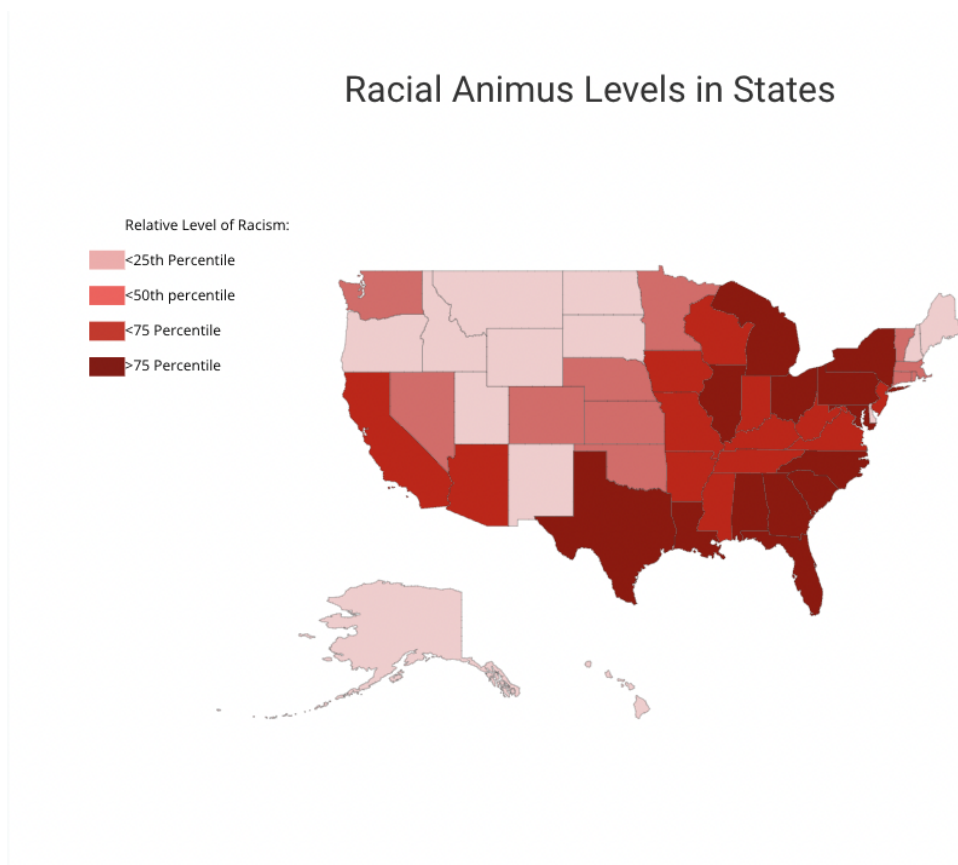 Racial Animus Levels in States
Relative Level of Racism:
<25th Percentile
<50th percentile
<75 Percentile
>75 Percentile